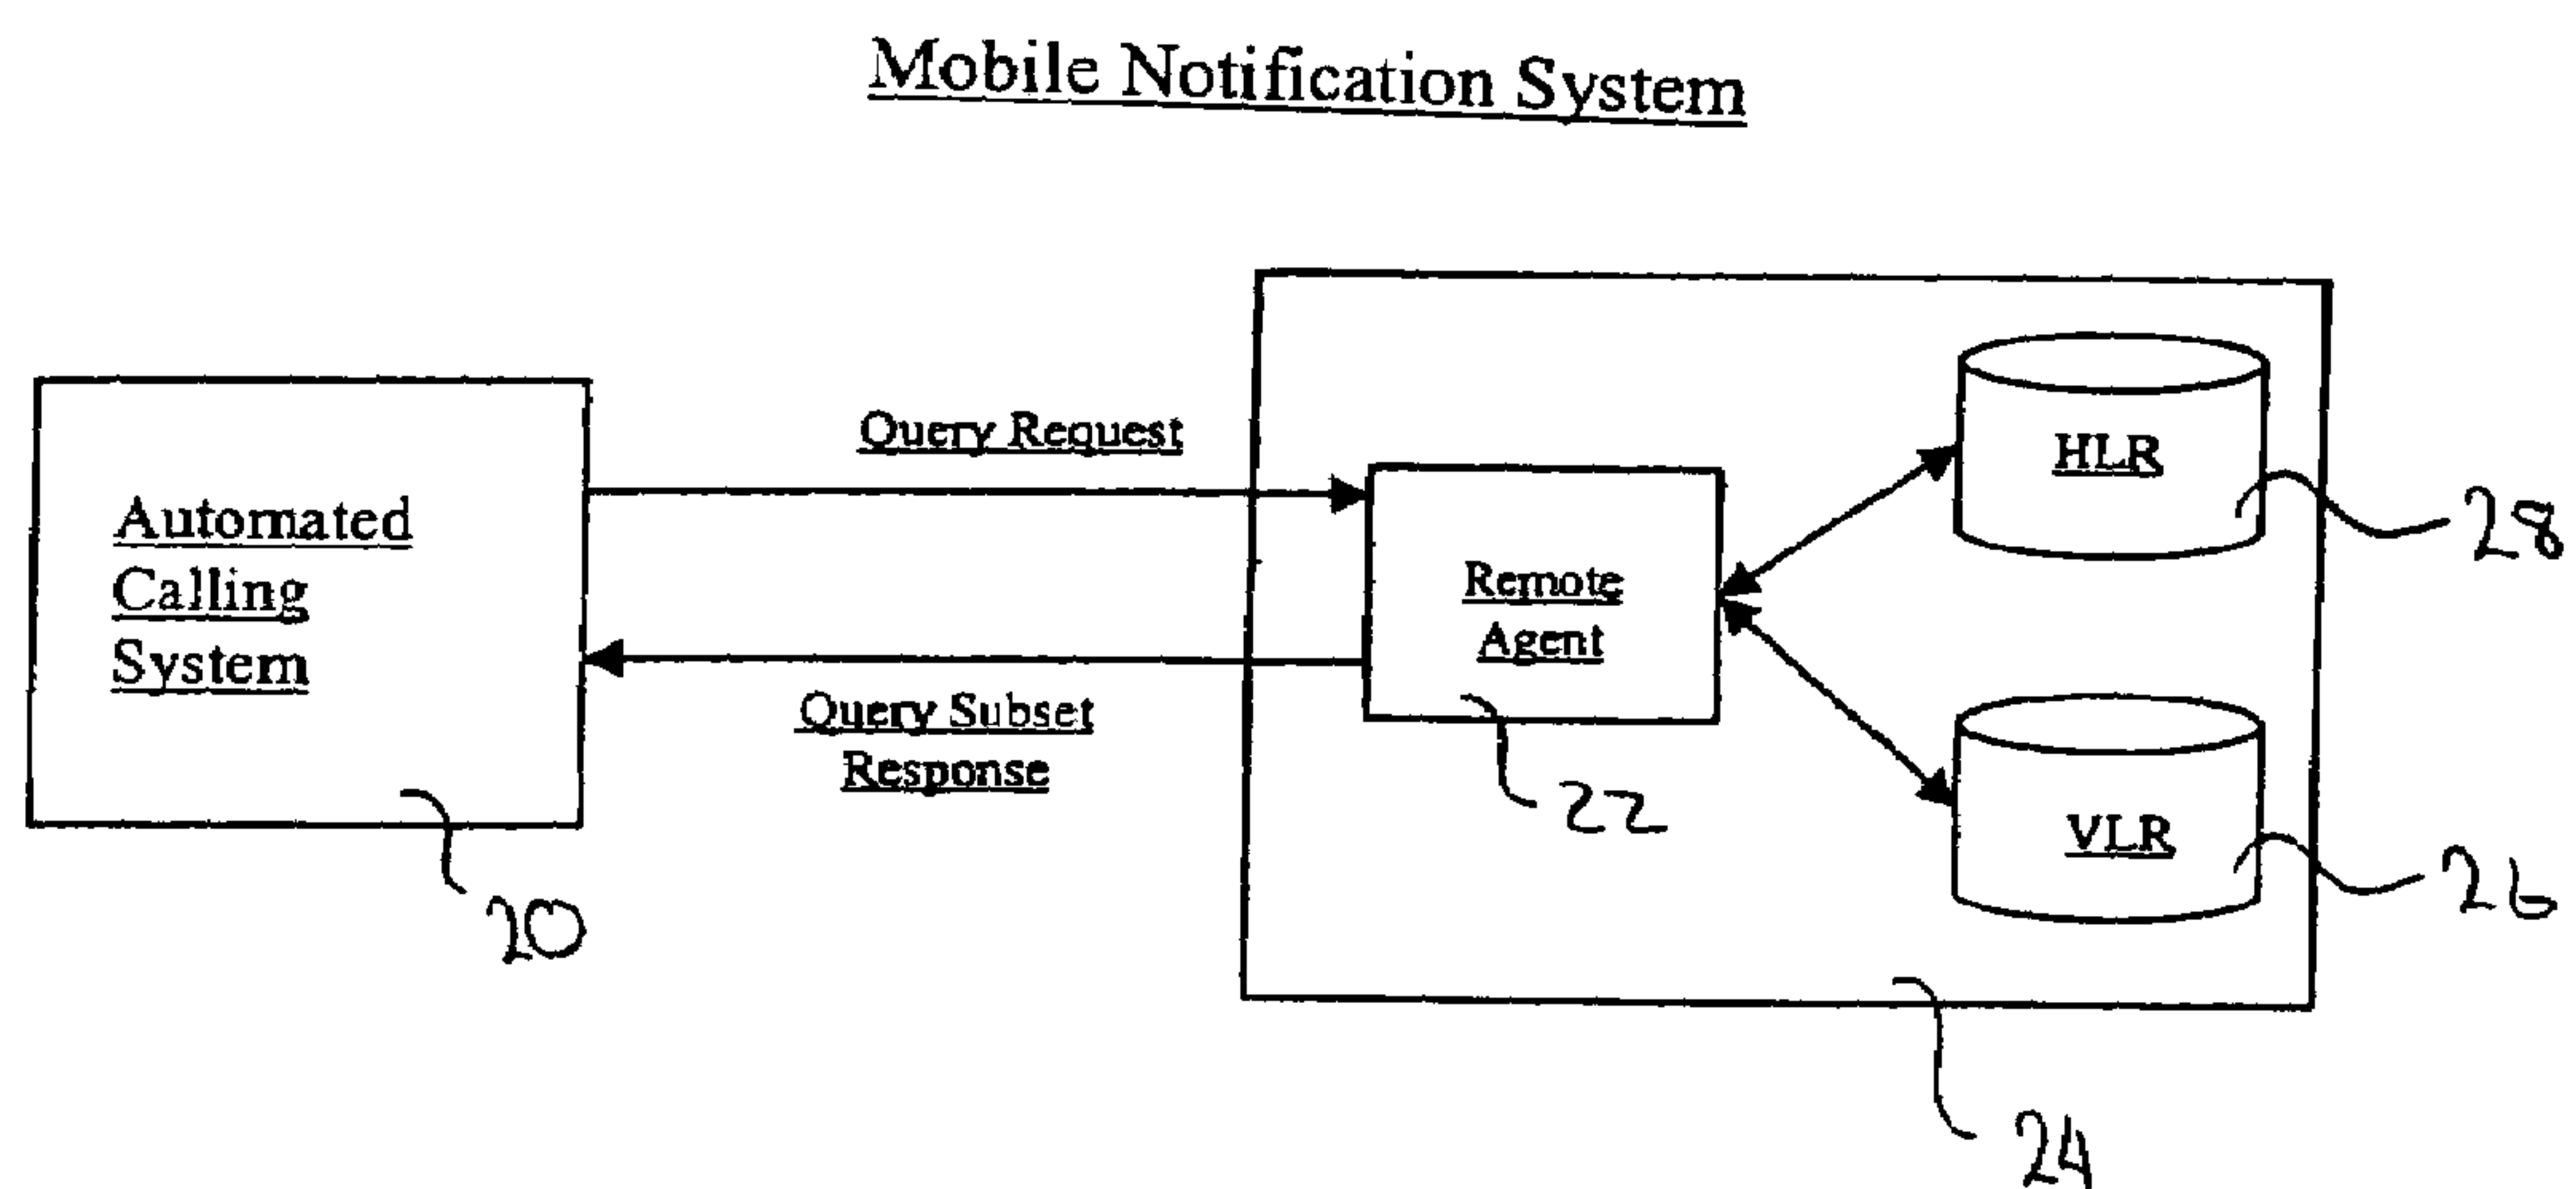 Mobile Notification System
Query Request
Automated
Calling
System
Query Subset
Response
Remote
Agent
HLR
VLR
28
22
26
20
24